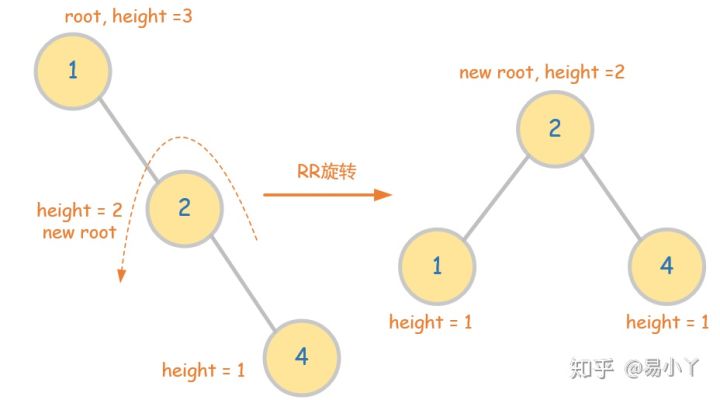 root, height =3
1
height = 2
new root
2
height = 1
4
RR旋转
new root, height =2
2
1
4
height = 1
height = 1
知乎 @易小丫